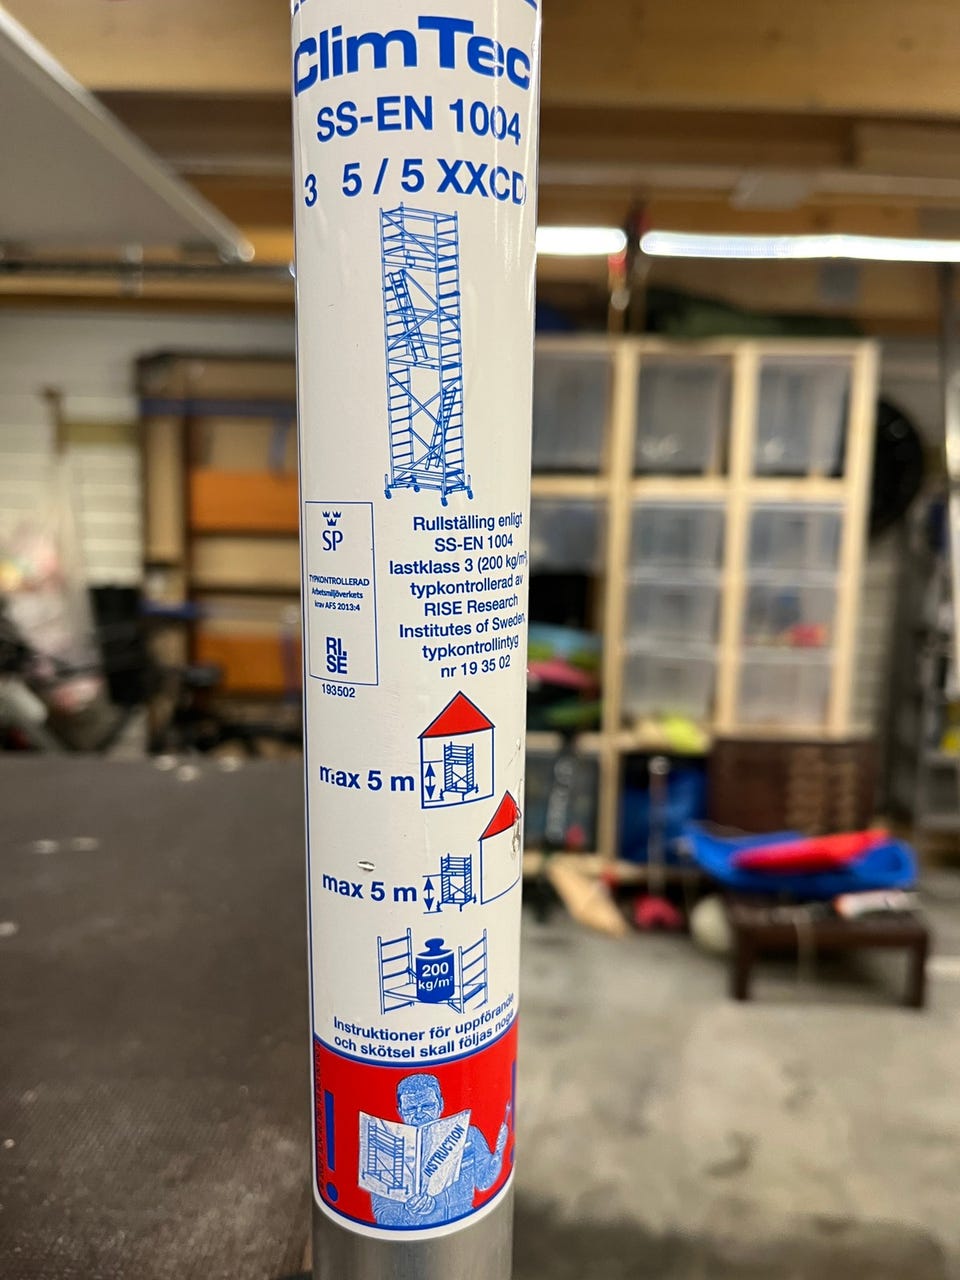 ClimTec
SS-EN 1004
3 5 / 5 XXCD
SP
TYPKONTROLLERAD
Arbetsmiljöverkets
krav AFS 2013:4
RI.
SE
193502
Rullställing enligt
SS-EN 1004
lastklass 3 (200 kg/m²)
typkontrollerad av
RISE Research
Institutes of Sweden,
typkontrollintyg
nr 19 35 02
max 5 m
max 5 m
200
kg/m²
Instruktioner för uppförande
och skötsel skall följas noga
!
INSTRUCTION